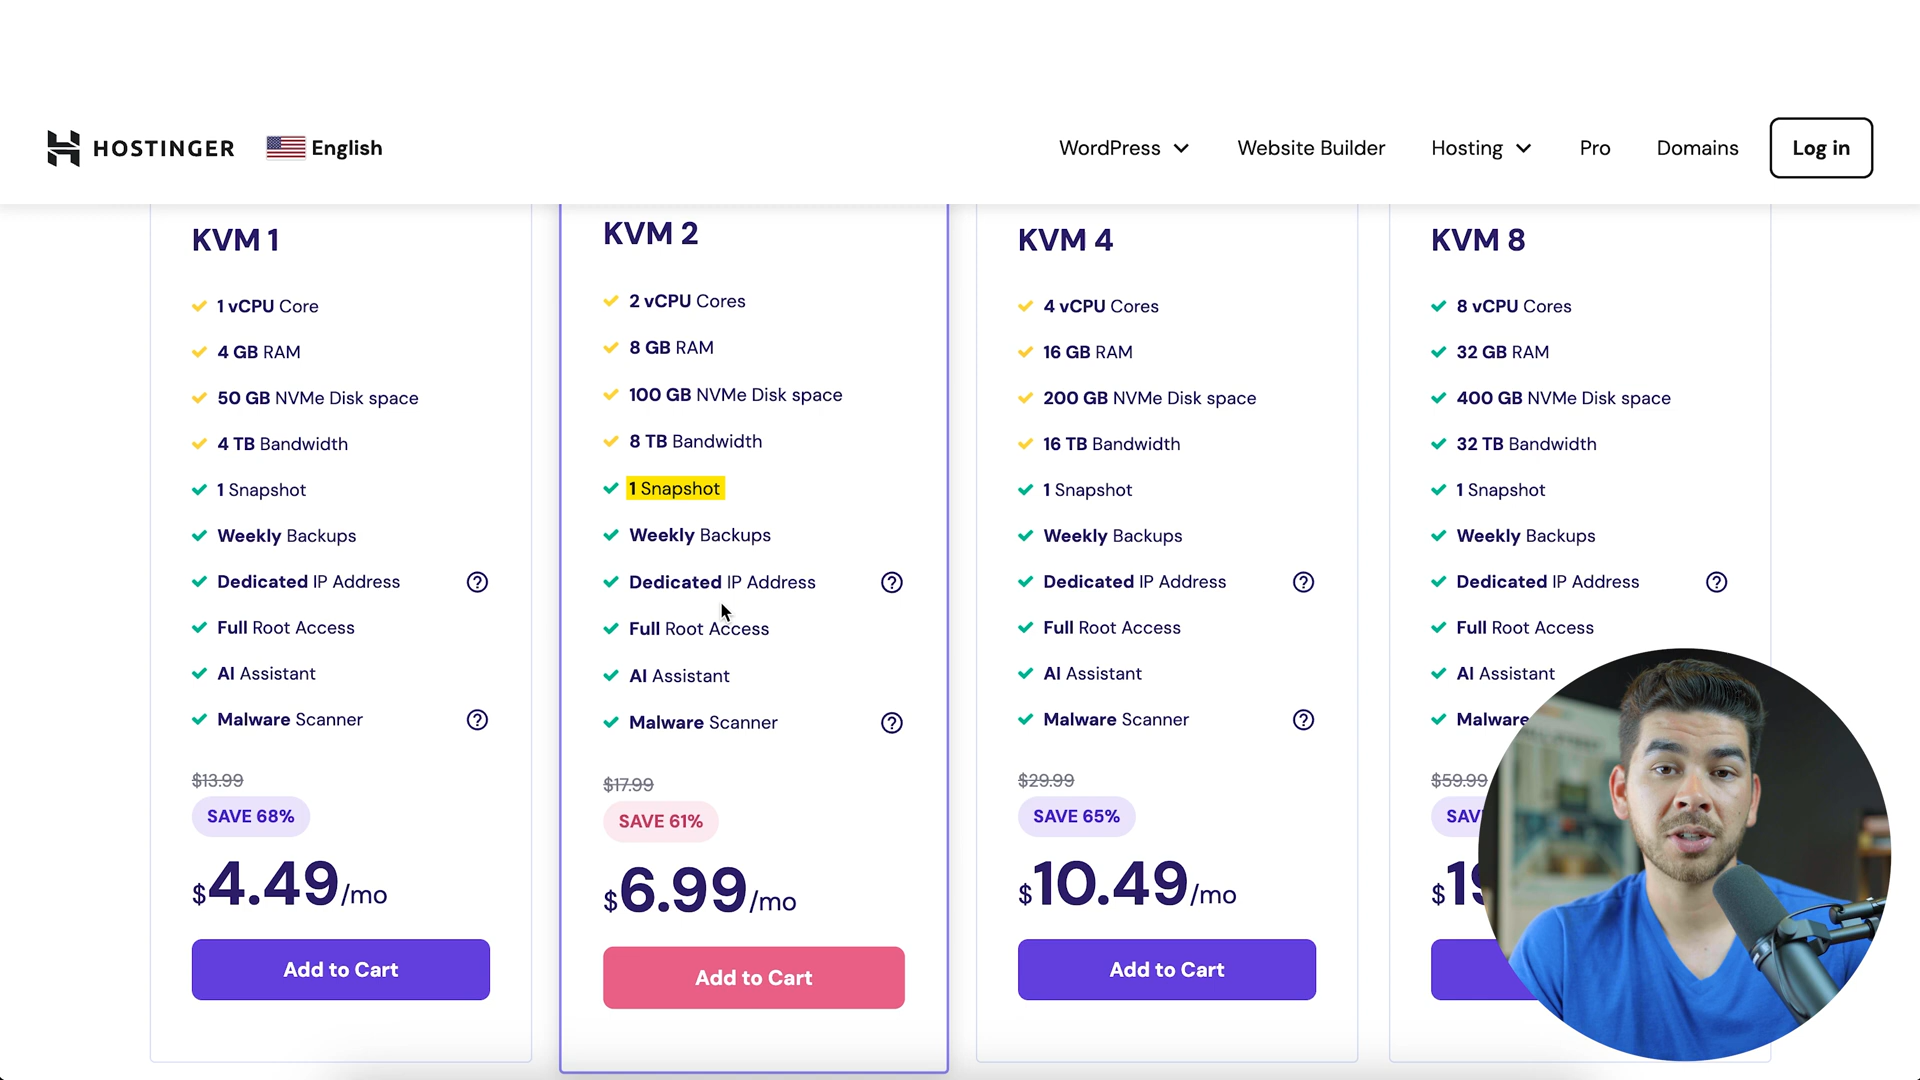 HOSTINGER
English
WordPress
Website Builder
Hosting
Pro
Domains
Log in
KVM 1
1 vCPU Core
4 GB RAM
50 GB NVMe Disk space
4 TB Bandwidth
1 Snapshot
Weekly Backups
Dedicated IP Address
Full Root Access
AI Assistant
Malware Scanner
$13.99
SAVE 68%
$4.49/mo
Add to Cart
KVM 2
2 vCPU Cores
8 GB RAM
100 GB NVMe Disk space
8 TB Bandwidth
1 Snapshot
Weekly Backups
Dedicated IP Address
Full Root Access
AI Assistant
Malware Scanner
$17.99
SAVE 61%
$6.99/mo
Add to Cart
KVM 4
4 vCPU Cores
16 GB RAM
200 GB NVMe Disk space
16 TB Bandwidth
1 Snapshot
Weekly Backups
Dedicated IP Address
Full Root Access
AI Assistant
Malware Scanner
$29.99
SAVE 65%
$10.49/mo
Add to Cart
KVM 8
8 vCPU Cores
32 GB RAM
400 GB NVMe Disk space
32 TB Bandwidth
1 Snapshot
Weekly Backups
Dedicated IP Address
Full Root Access
AI Assistant
Malware
$59.99